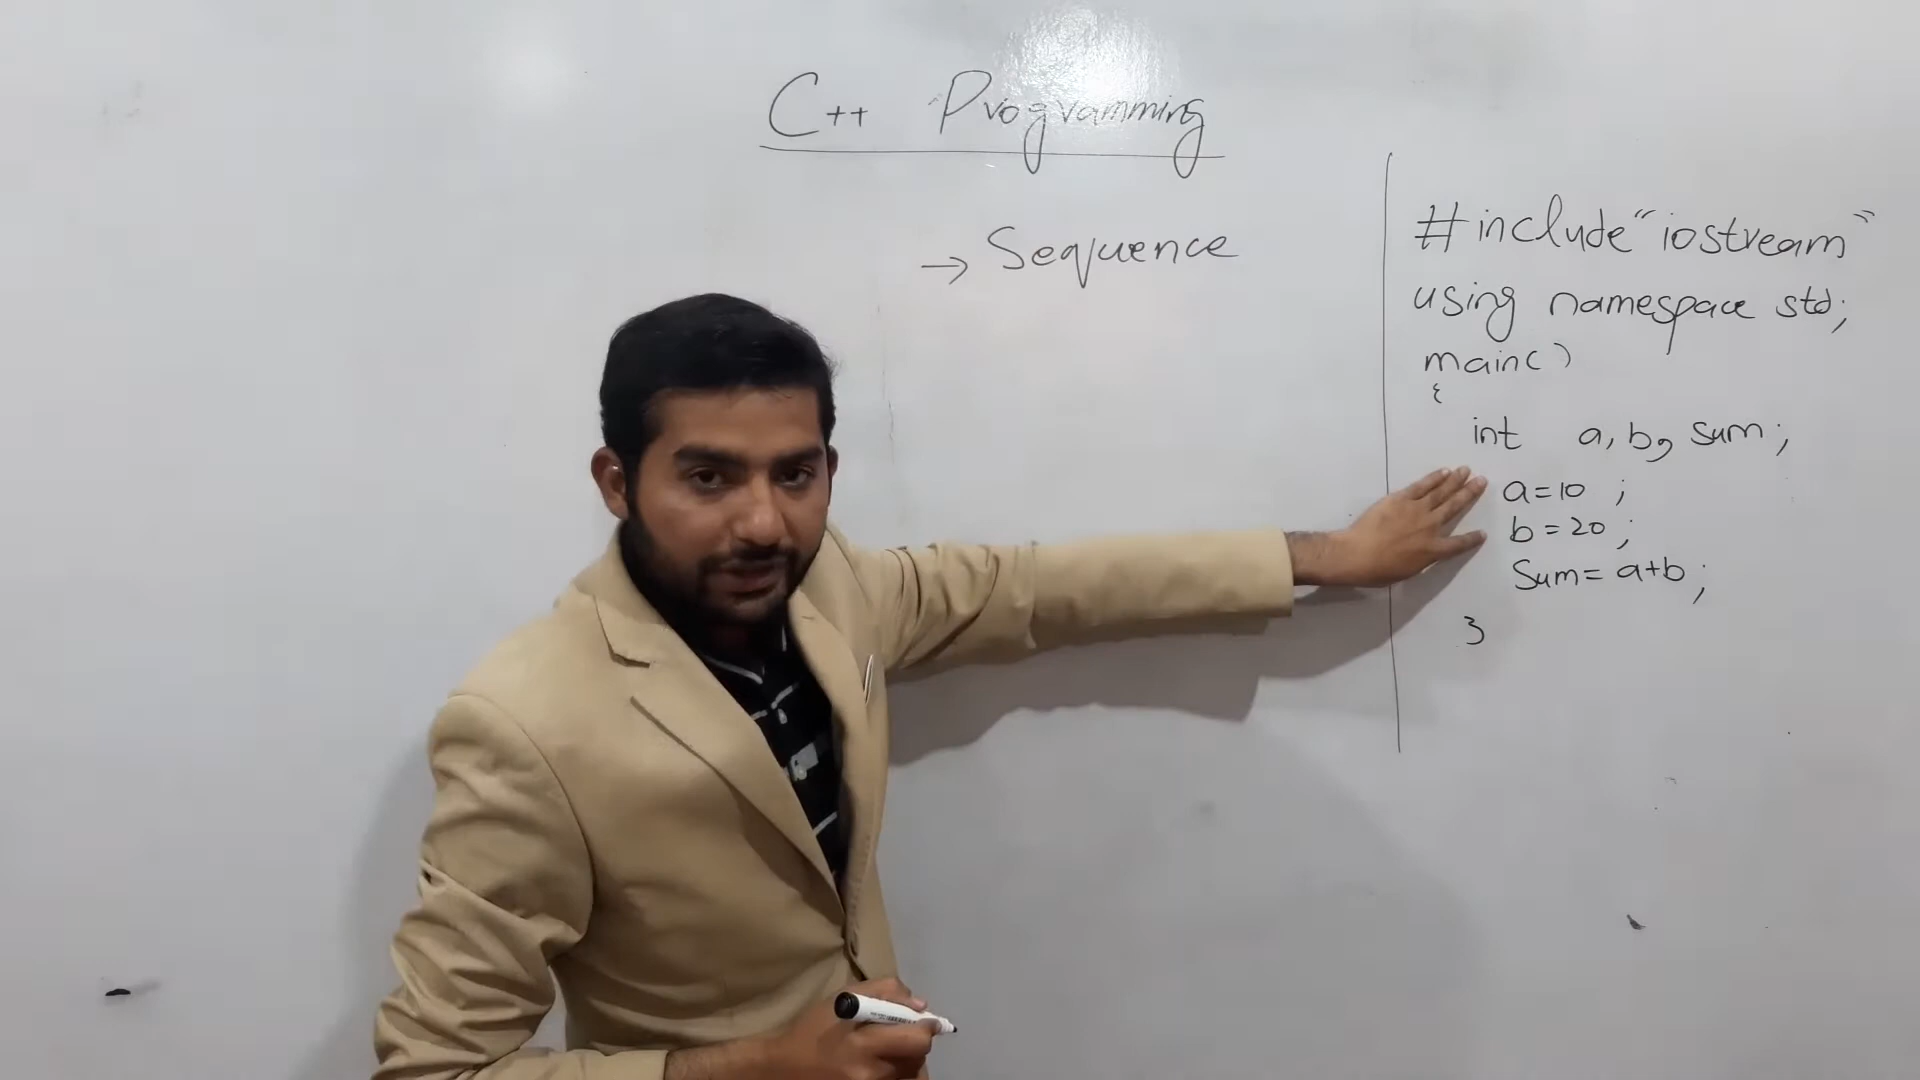 C++ Programming
→ Sequence
#include "iostream"
using namespace std;
main()
{
int a, b, sum;
a=10 ;
b=20 ;
Sum= a+b ;
}